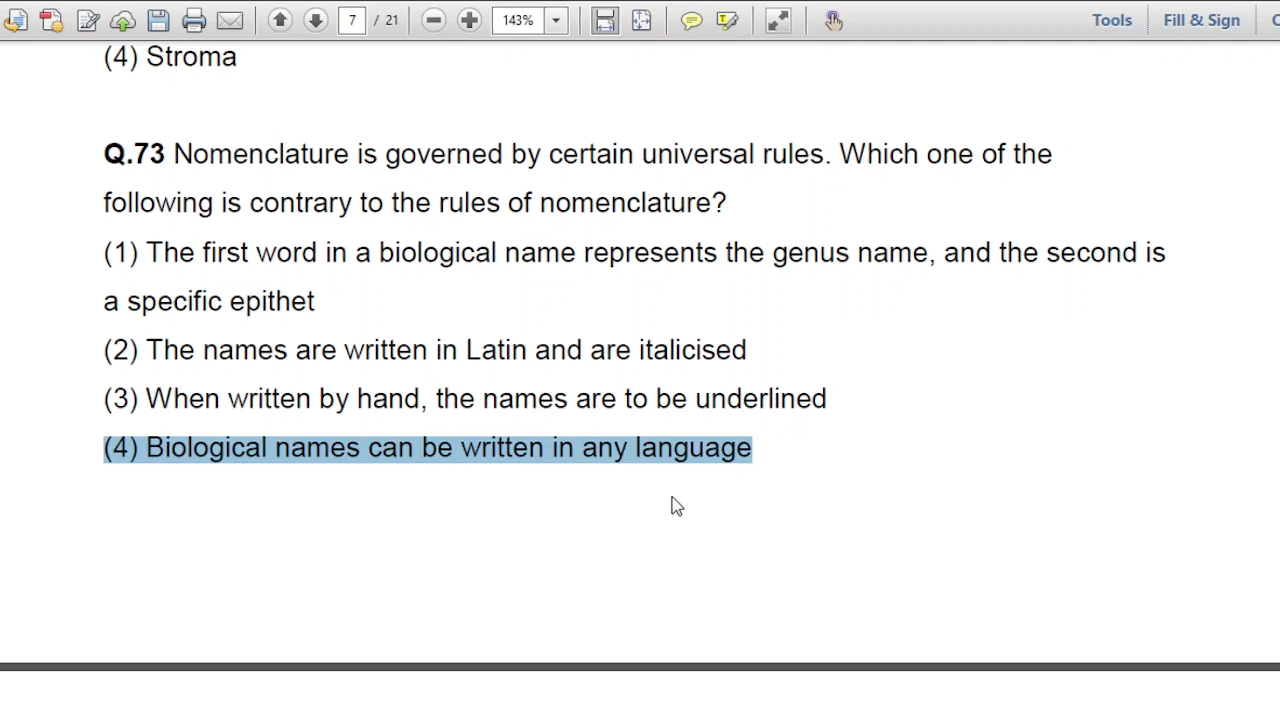 7 / 21 143% Tools Fill & Sign
(4) Stroma
Q.73 Nomenclature is governed by certain universal rules. Which one of the
following is contrary to the rules of nomenclature?
(1) The first word in a biological name represents the genus name, and the second is
a specific epithet
(2) The names are written in Latin and are italicised
(3) When written by hand, the names are to be underlined
(4) Biological names can be written in any language